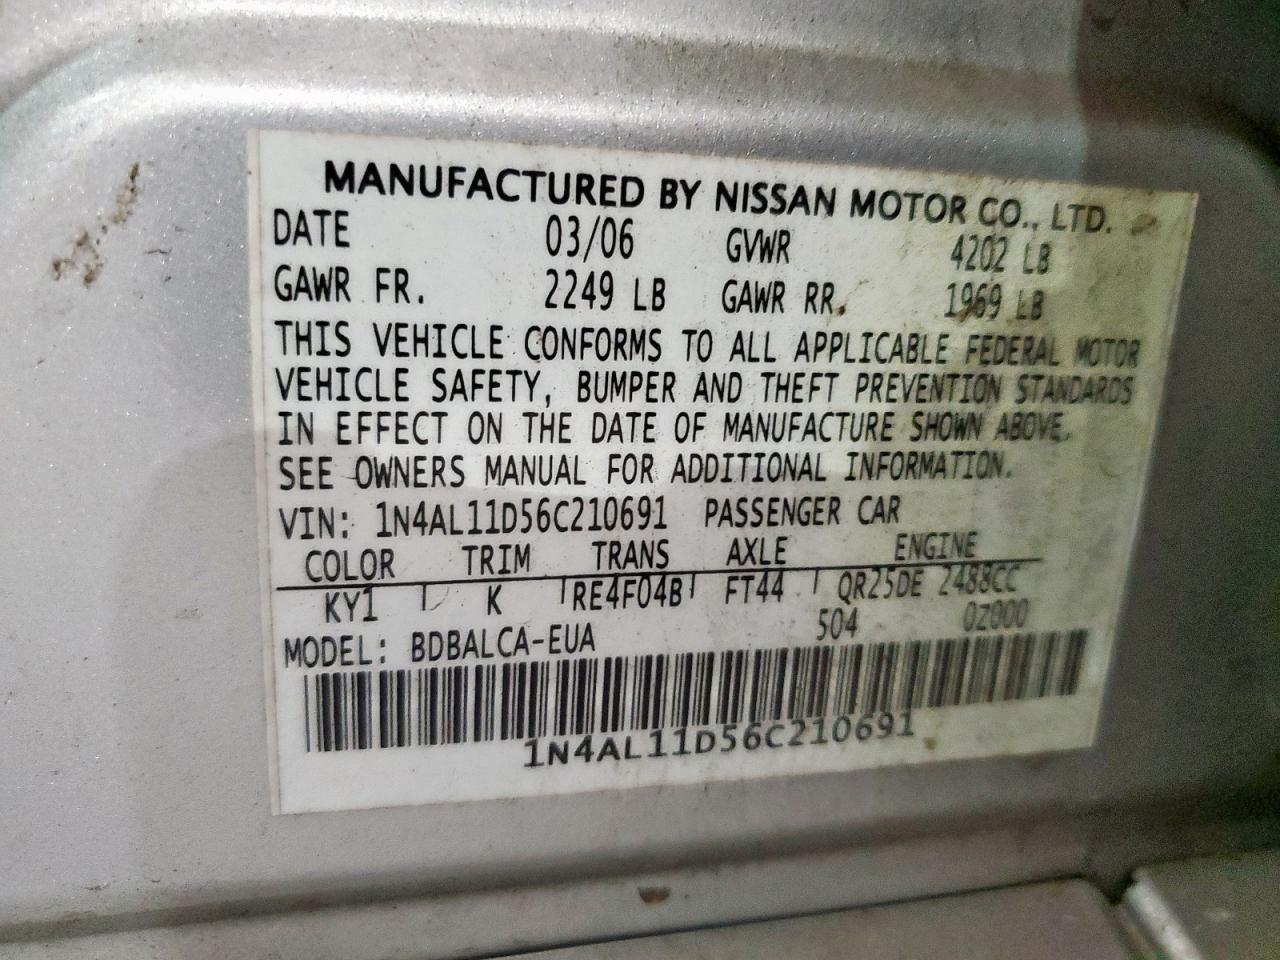 MANUFACTURED BY NISSAN MOTOR CO., LTD.
DATE 03/06 GVWR 4202 LB
GAWR FR. 2249 LB GAWR RR. 1969 LB
THIS VEHICLE CONFORMS TO ALL APPLICABLE FEDERAL MOTOR
VEHICLE SAFETY, BUMPER AND THEFT PREVENTION STANDARDS
IN EFFECT ON THE DATE OF MANUFACTURE SHOWN ABOVE.
SEE OWNERS MANUAL FOR ADDITIONAL INFORMATION.
VIN: 1N4AL11D56C210691 PASSENGER CAR
COLOR TRIM TRANS AXLE ENGINE
KY1 K RE4F04B FT44 QR25DE 2488CC
504 0Z000
MODEL: BDBALCA-EUA
1N4AL11D56C210691